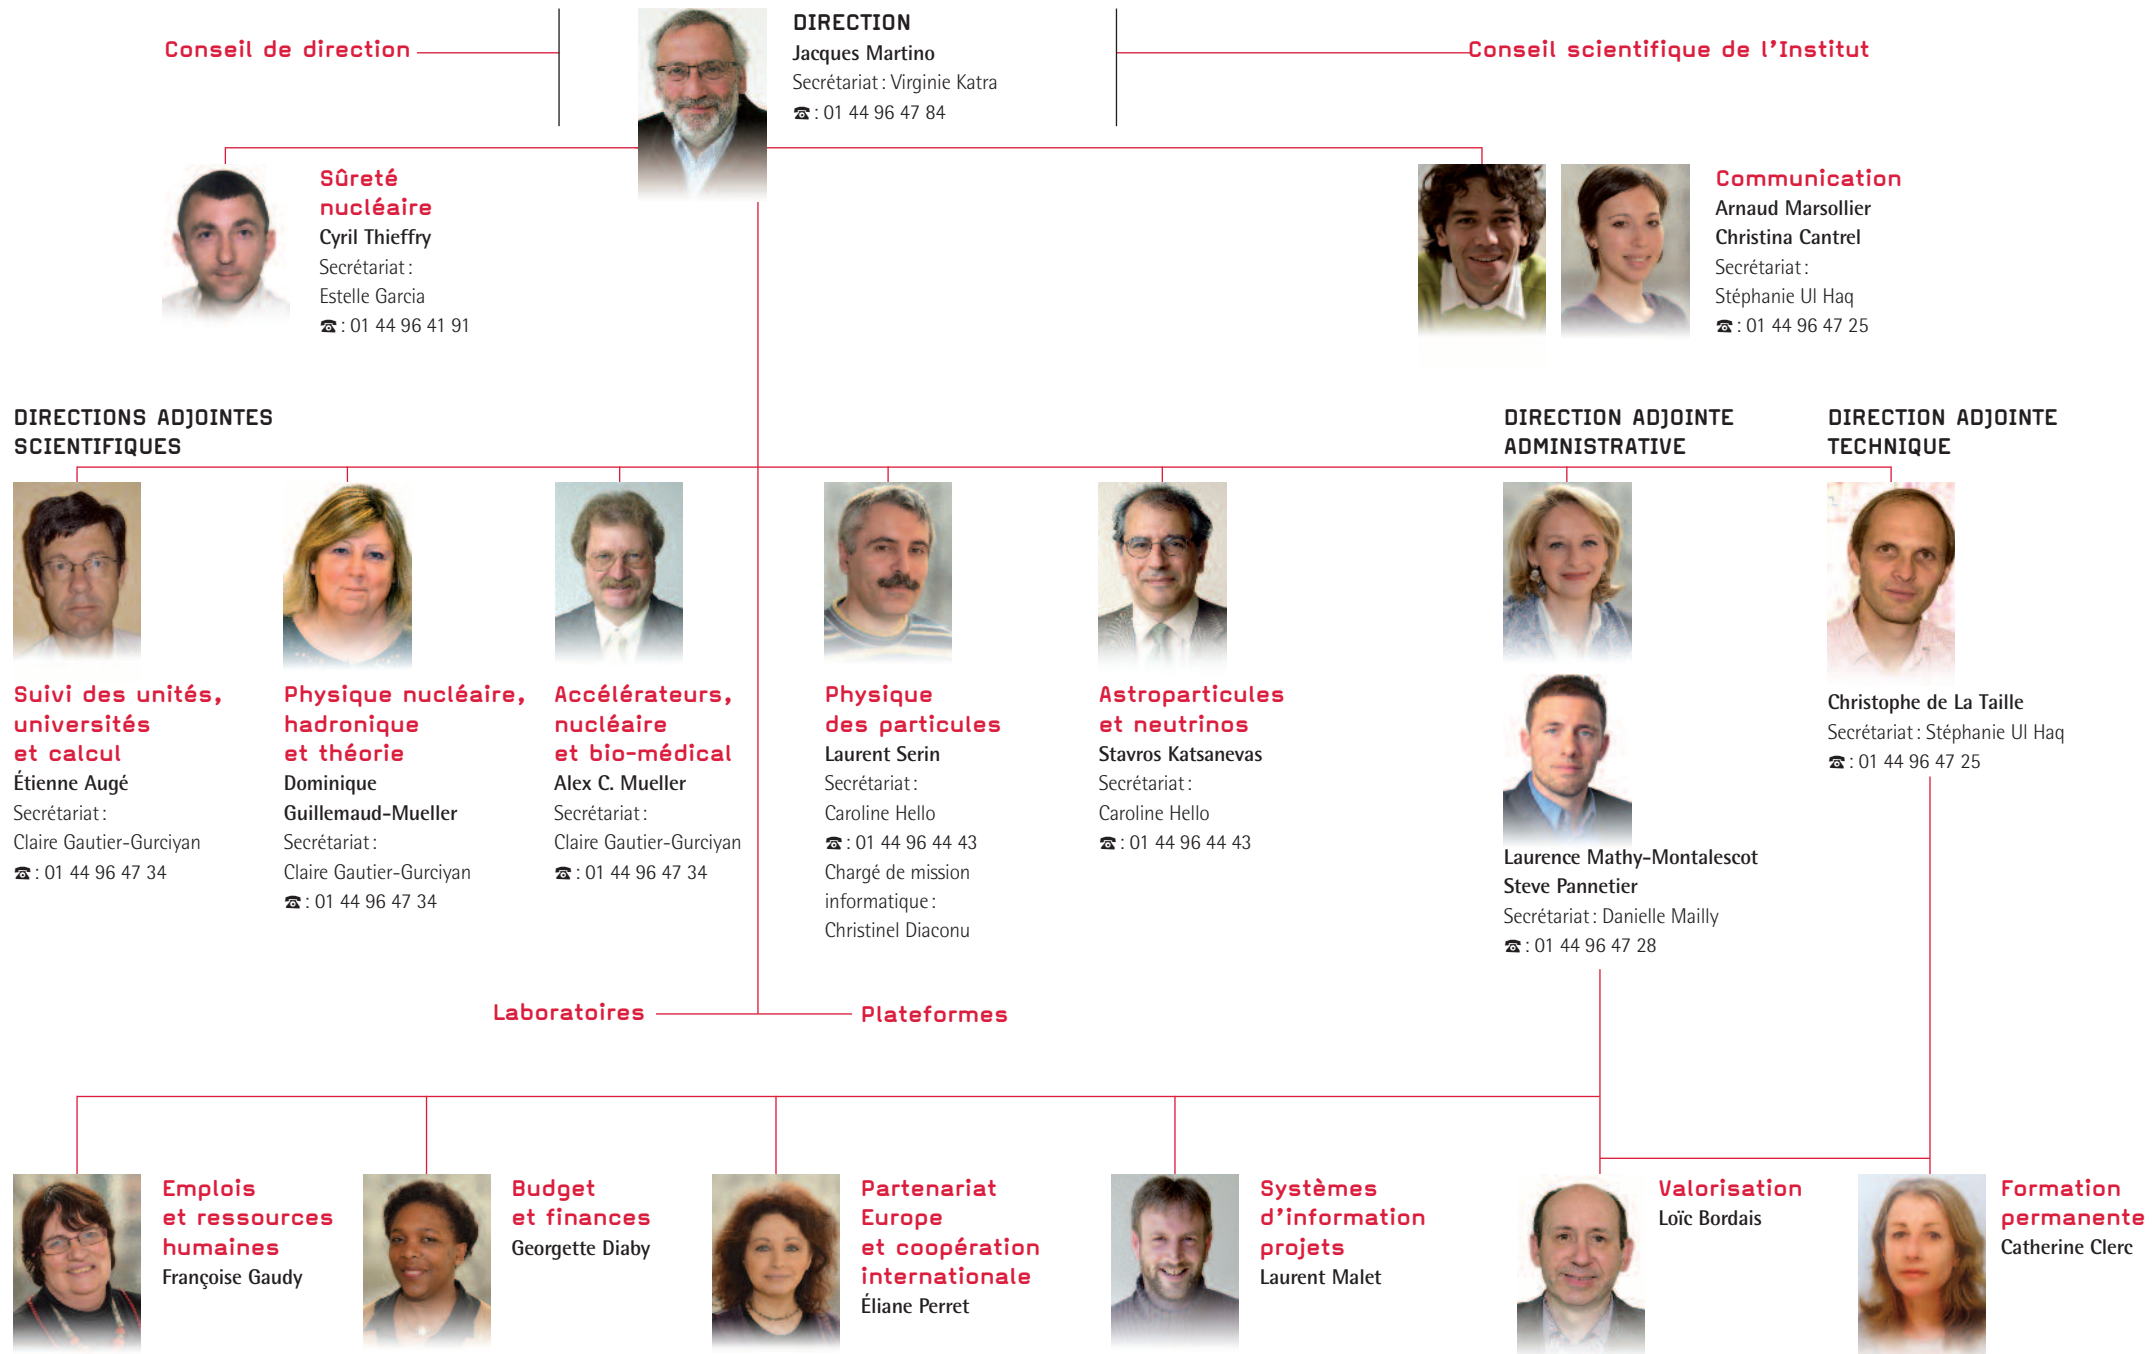 Conseil de direction
DIRECTION
Jacques Martino
Secrétariat : Virginie Katra
☎ : 01 44 96 47 84
Conseil scientifique de l'Institut
Sûreté
nucléaire
Cyril Thieffry
Secrétariat :
Estelle Garcia
☎ : 01 44 96 41 91
Communication
Arnaud Marsollier
Christina Cantrel
Secrétariat :
Stéphanie Ul Haq
☎ : 01 44 96 47 25
DIRECTIONS ADJOINTES
SCIENTIFIQUES
DIRECTION ADJOINTE
ADMINISTRATIVE
DIRECTION ADJOINTE
TECHNIQUE
Suivi des unités,
universités
et calcul
Étienne Augé
Secrétariat :
Claire Gautier-Gurciyan
☎ : 01 44 96 47 34
Physique nucléaire,
hadronique
et théorie
Dominique
Guillemaud-Mueller
Secrétariat :
Claire Gautier-Gurciyan
☎ : 01 44 96 47 34
Accélérateurs,
nucléaire
et bio-médical
Alex C. Mueller
Secrétariat :
Claire Gautier-Gurciyan
☎ : 01 44 96 47 34
Physique
des particules
Laurent Serin
Secrétariat :
Caroline Hello
☎ : 01 44 96 44 43
Chargé de mission
informatique :
Christinel Diaconu
Astroparticules
et neutrinos
Stavros Katsanevas
Secrétariat :
Caroline Hello
☎ : 01 44 96 44 43
Laurence Mathy-Montalescot
Steve Pannetier
Secrétariat : Danielle Mailly
☎ : 01 44 96 47 28
Christophe de La Taille
Secrétariat : Stéphanie Ul Haq
☎ : 01 44 96 47 25
Laboratoires
Plateformes
Emplois
et ressources
humaines
Françoise Gaudy
Budget
et finances
Georgette Diaby
Partenariat
Europe
et coopération
internationale
Éliane Perret
Systèmes
d'information
projets
Laurent Malet
Valorisation
Loïc Bordais
Formation
permanente
Catherine Clerc